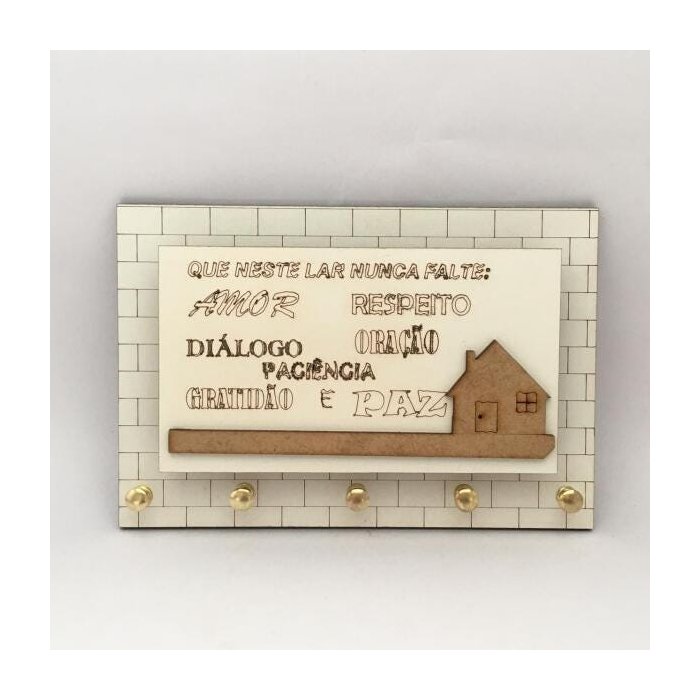 QUE NESTE LAR NUNCA FALTE:
AMOR RESPEITO
DIÁLOGO ORAÇÃO
PACIÊNCIA
GRATIDÃO E PAZ